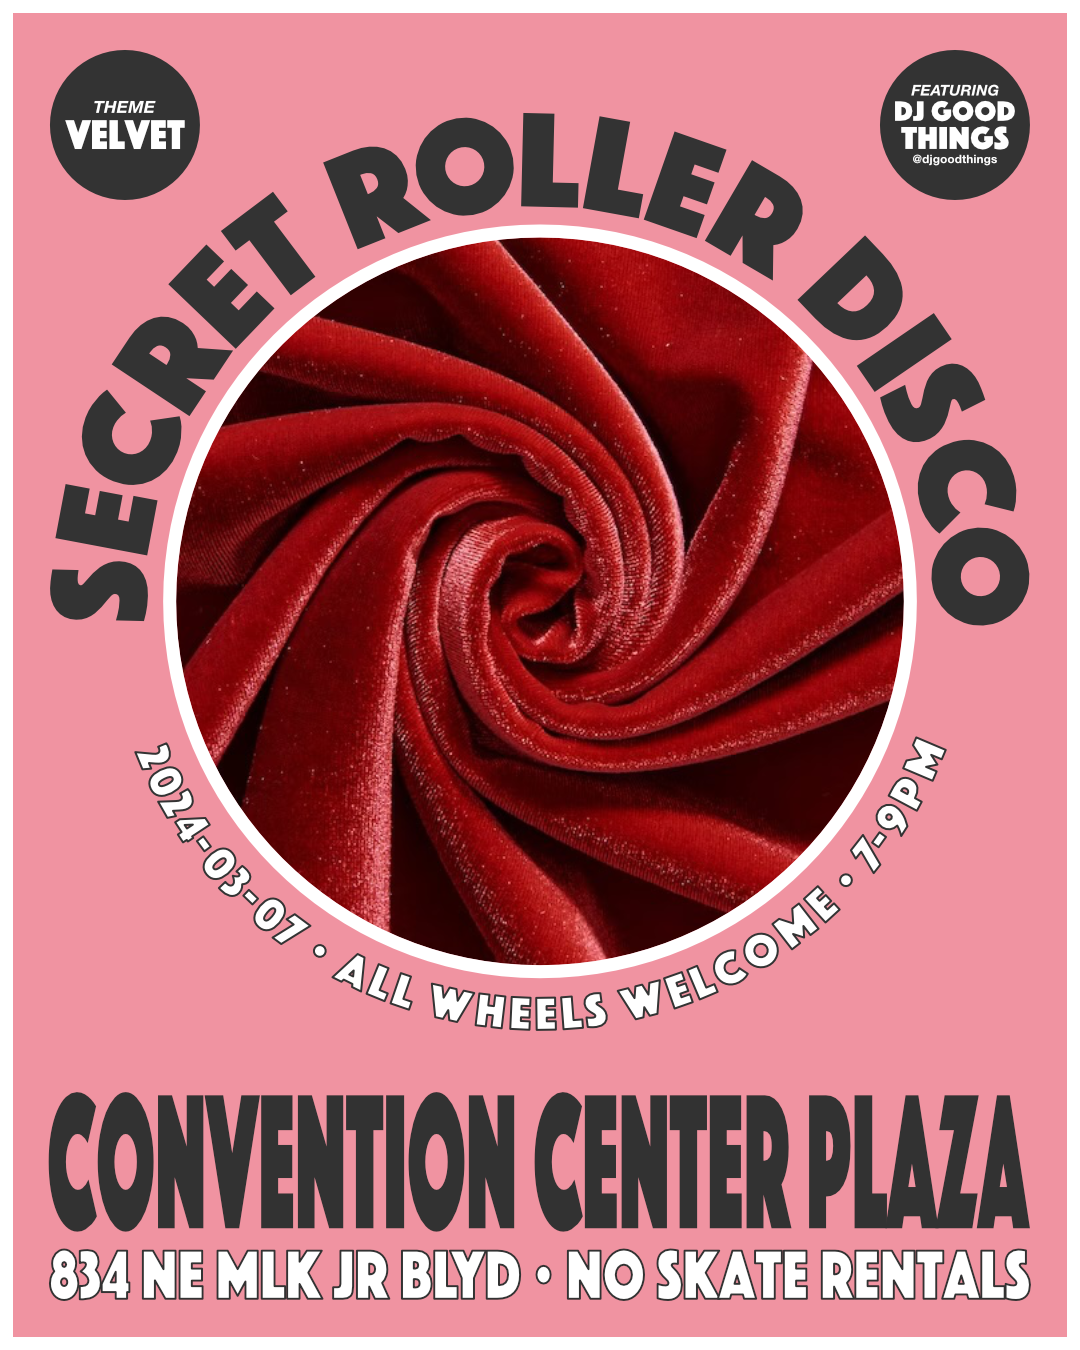 THEME
VELVET
FEATURING
DJ GOOD
THINGS
@djgoodthings
SECRET ROLLER DISCO
2024-03-07 • ALL WHEELS WELCOME • 7-9PM
CONVENTION CENTER PLAZA
834 NE MLK JR BLYD • NO SKATE RENTALS